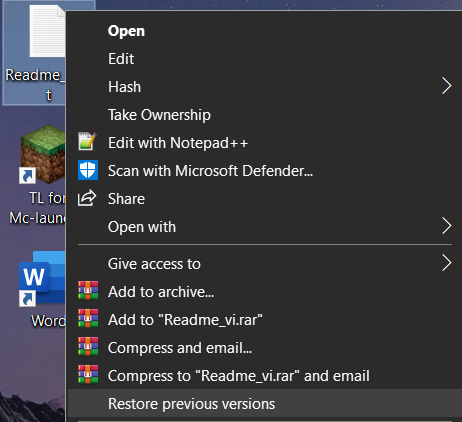 Readme_
t
TL for
Mc-laun
Word
Open
Edit
Hash
Take Ownership
Edit with Notepad++
Scan with Microsoft Defender...
Share
Open with
Give access to
Add to archive...
Add to "Readme_vi.rar"
Compress and email...
Compress to "Readme_vi.rar" and email
Restore previous versions